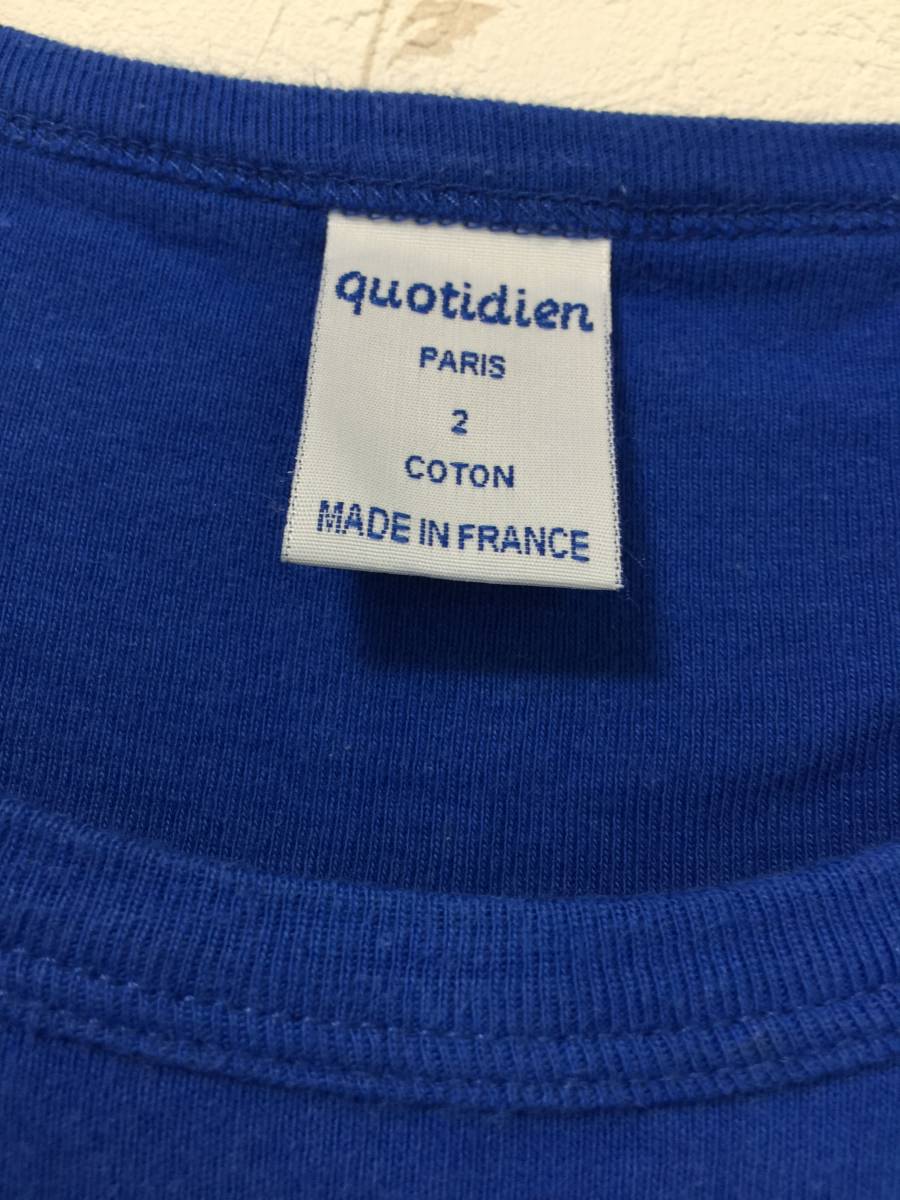 quotidien
PARIS
2
COTON
MADE IN FRANCE